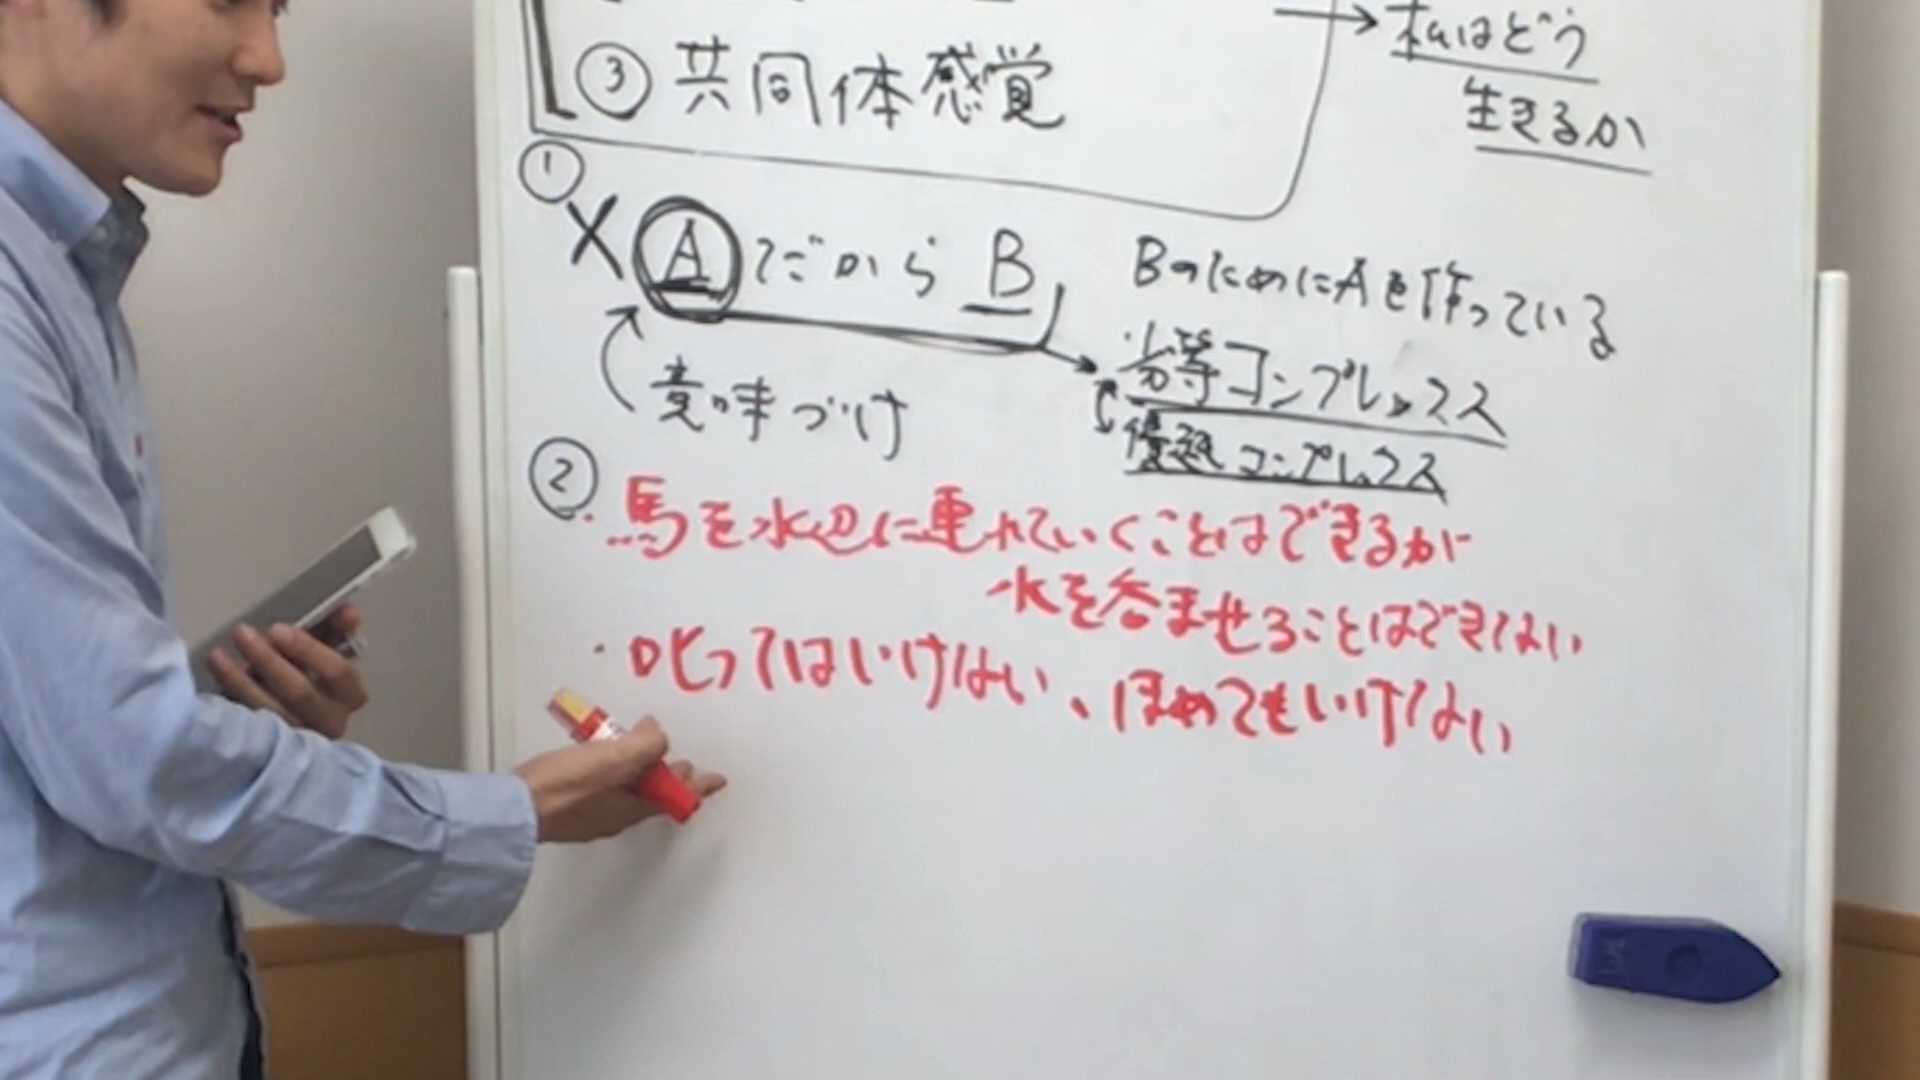 →私はどう
生きるか
③ 共同体感覚
①
X A だから B
BのためにAを作っている
意味づけ
劣等コンプレックス
優越コンプレックス
②
・馬を水辺に連れていくことはできるが
水を呑ませることはできない
・叱ってはいけない、ほめてもいけない